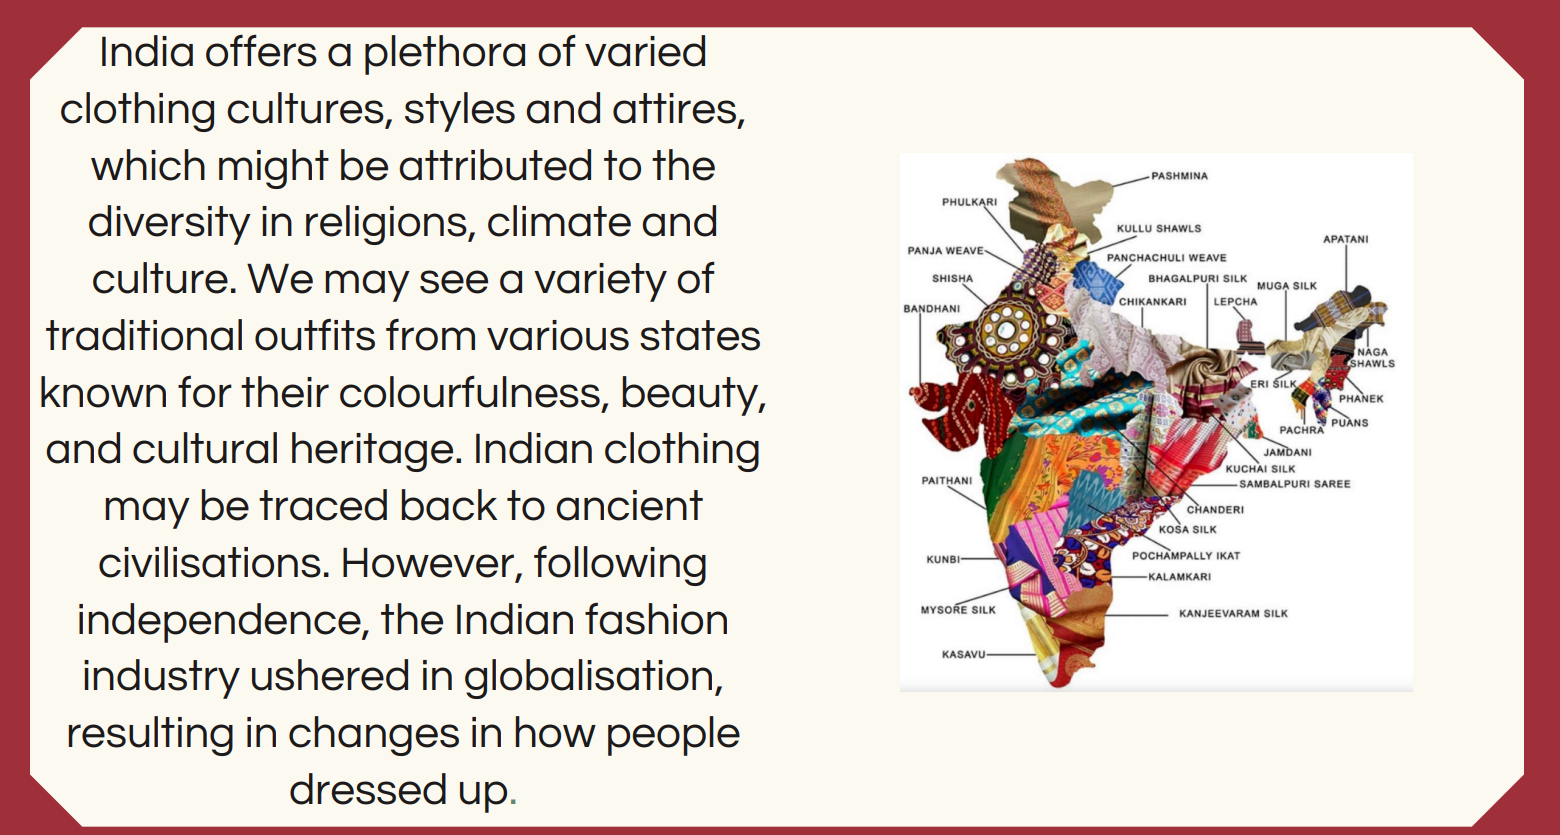 India offers a plethora of varied
clothing cultures, styles and attires,
which might be attributed to the
diversity in religions, climate and
culture. We may see a variety of
traditional outfits from various states
known for their colourfulness, beauty,
and cultural heritage. Indian clothing
may be traced back to ancient
civilisations. However, following
independence, the Indian fashion
industry ushered in globalisation,
resulting in changes in how people
dressed up.
PASHMINA
PHULKARI
KULLU SHAWLS
APATANI
PANJA WEAVE
PANCHACHULI WEAVE
SHISHA
BHAGALPURI SILK
MUGA SILK
BANDHANI
CHIKANKARI
LEPCHA
NAGA
SHAWLS
ERI SILK
PHANEK
PUANS
PACHRA
JAMDANI
KUCHAI SILK
PAITHANI
SAMBALPURI SAREE
CHANDERI
KOSA SILK
POCHAMPALLY IKAT
KUNBI
KALAMKARI
MYSORE SILK
KANJEEVARAM SILK
KASAVU